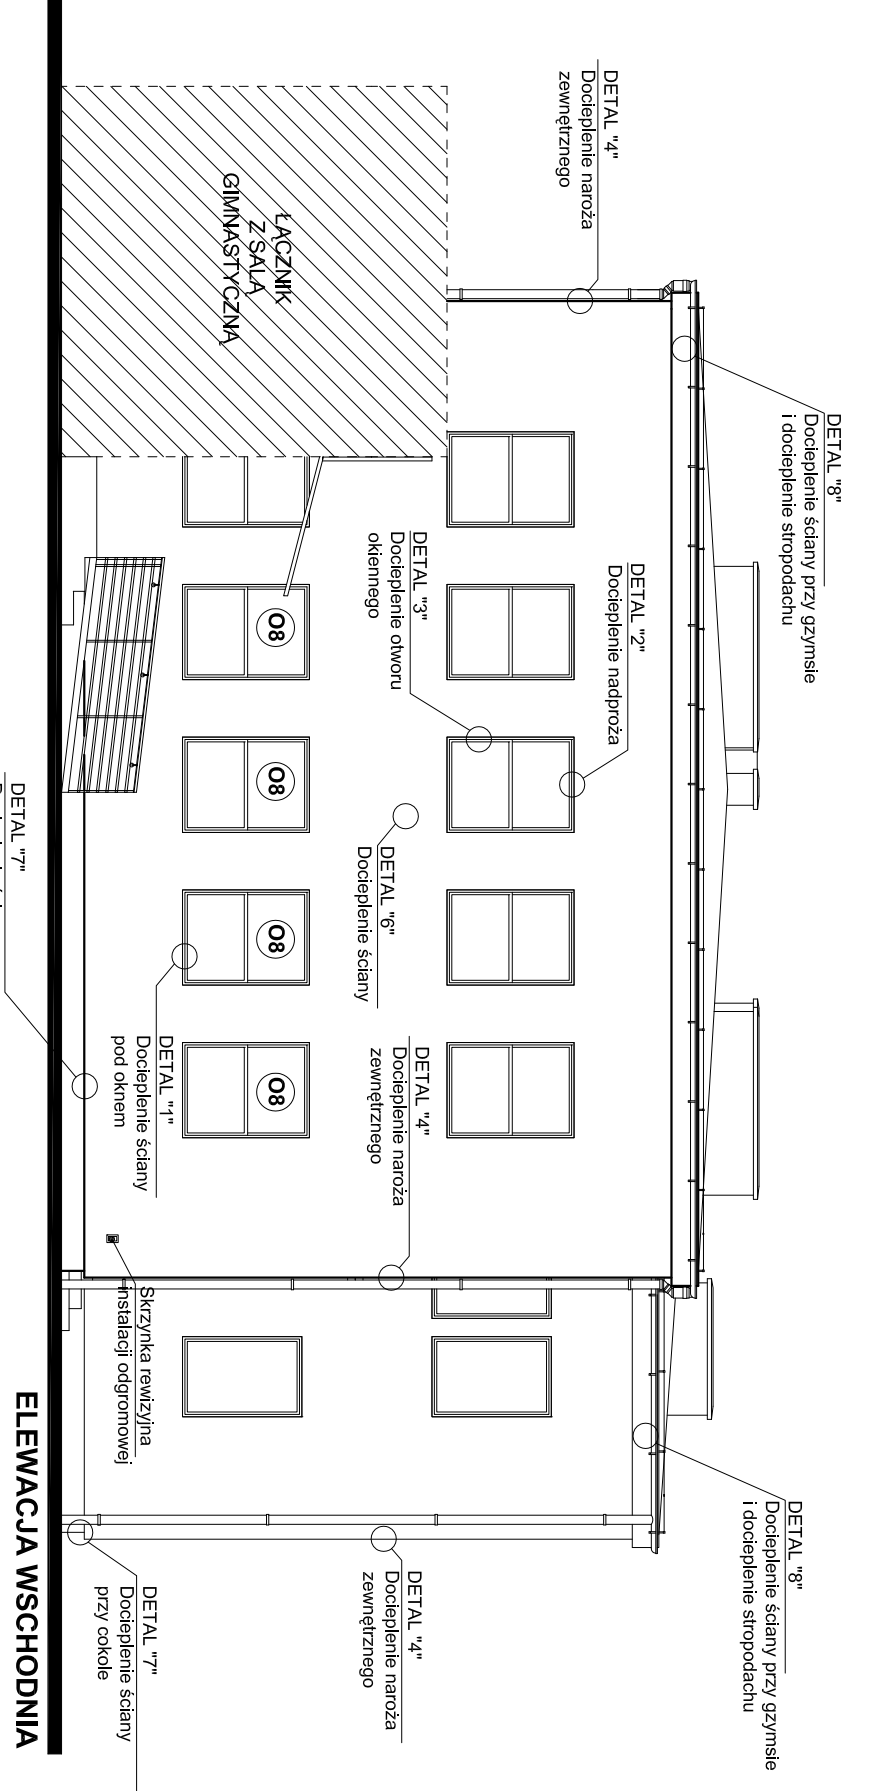 DETAL "4"
Docieplenie naroża
zewnętrznego
DETAL "8"
Docieplenie ściany przy gzymsie
i docieplenie stropodachu
ŁĄCZNIK
Z SALĄ
GIMNASTYCZNĄ
DETAL "2"
Docieplenie nadproża
DETAL "3"
Docieplenie otworu
okiennego
O8
O8
O8
O8
DETAL "6"
Docieplenie ściany
DETAL "4"
Docieplenie naroża
zewnętrznego
DETAL "1"
Docieplenie ściany
pod oknem
DETAL "7"
Skrzynka rewizyjna
instalacji odgromowej
DETAL "8"
Docieplenie ściany przy gzymsie
i docieplenie stropodachu
DETAL "4"
Docieplenie naroża
zewnętrznego
DETAL "7"
Docieplenie ściany
przy cokole
ELEWACJA WSCHODNIA